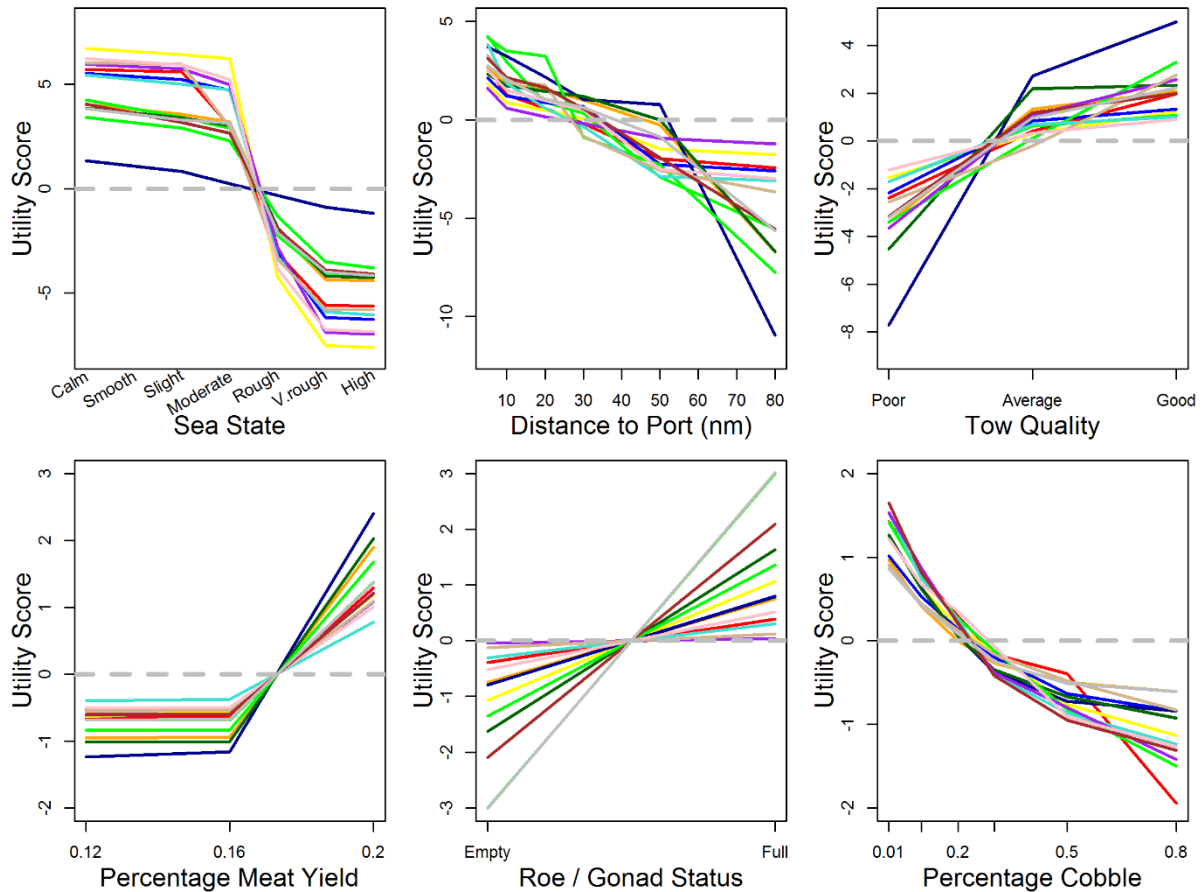 Utility Score
5
0
-5
Calm
Smooth
Slight
Moderate
Rough
V.rough
High
Sea State
Utility Score
5
0
-5
-10
10 20 30 40 50 60 70 80
Distance to Port (nm)
Utility Score
4
2
0
-2
-4
-6
-8
Poor Average Good
Tow Quality
Utility Score
3
2
1
0
-1
-2
0.12 0.16 0.2
Percentage Meat Yield
Utility Score
3
2
1
0
-1
-2
-3
Empty Full
Roe / Gonad Status
Utility Score
2
1
0
-1
-2
0.01 0.2 0.5 0.8
Percentage Cobble